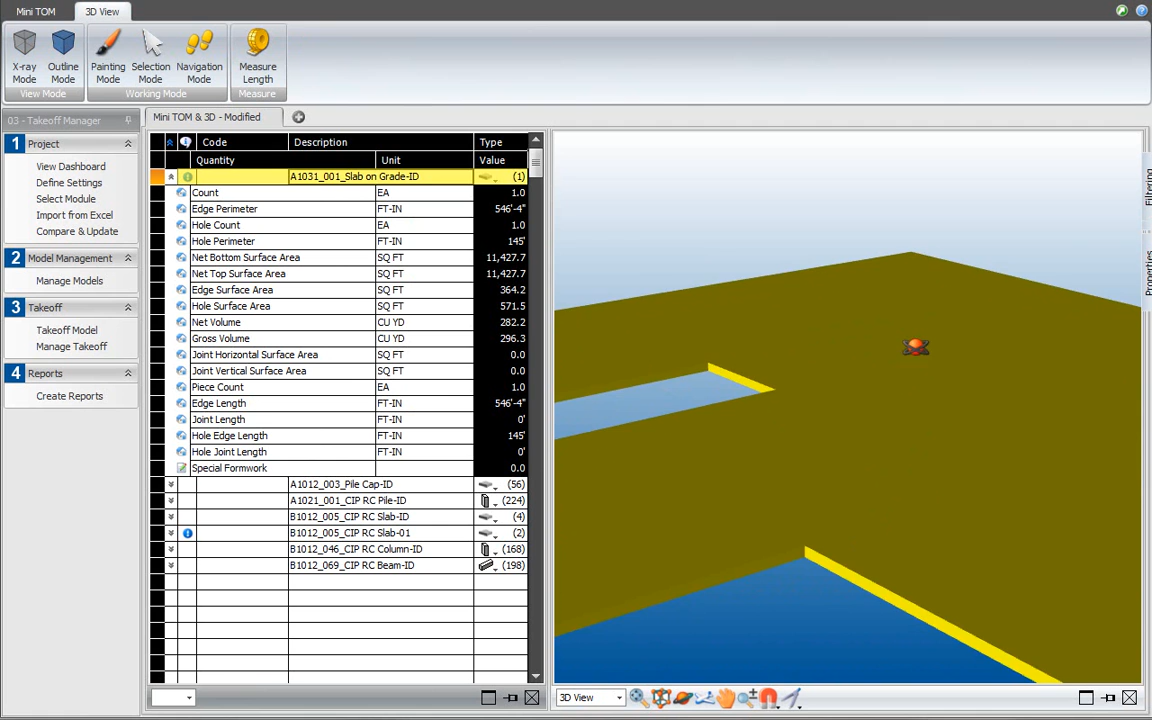 Mini TOM 3D View
X-ray Mode Outline Mode Painting Mode Selection Mode Navigation Mode Measure Length
View Mode Working Mode Measure
03 - Takeoff Manager
Mini TOM & 3D - Modified
1 Project
View Dashboard
Define Settings
Select Module
Import from Excel
Compare & Update
2 Model Management
Manage Models
3 Takeoff
Takeoff Model
Manage Takeoff
4 Reports
Create Reports
Code Description Type
Quantity Unit Value
A1031_001_Slab on Grade-ID (1)
Count EA 1.0
Edge Perimeter FT-IN 546'-4"
Hole Count EA 1.0
Hole Perimeter FT-IN 145'
Net Bottom Surface Area SQ FT 11,427.7
Net Top Surface Area SQ FT 11,427.7
Edge Surface Area SQ FT 364.2
Hole Surface Area SQ FT 571.5
Net Volume CU YD 282.2
Gross Volume CU YD 296.3
Joint Horizontal Surface Area SQ FT 0.0
Joint Vertical Surface Area SQ FT 0.0
Piece Count EA 1.0
Edge Length FT-IN 546'-4"
Joint Length FT-IN 0'
Hole Edge Length FT-IN 145'
Hole Joint Length FT-IN 0'
Special Formwork 0.0
A1012_003_Pile Cap-ID (56)
A1021_001_CIP RC Pile-ID (224)
B1012_005_CIP RC Slab-ID (4)
B1012_005_CIP RC Slab-01 (2)
B1012_046_CIP RC Column-ID (168)
B1012_069_CIP RC Beam-ID (198)
Filtering
Properties
3D View